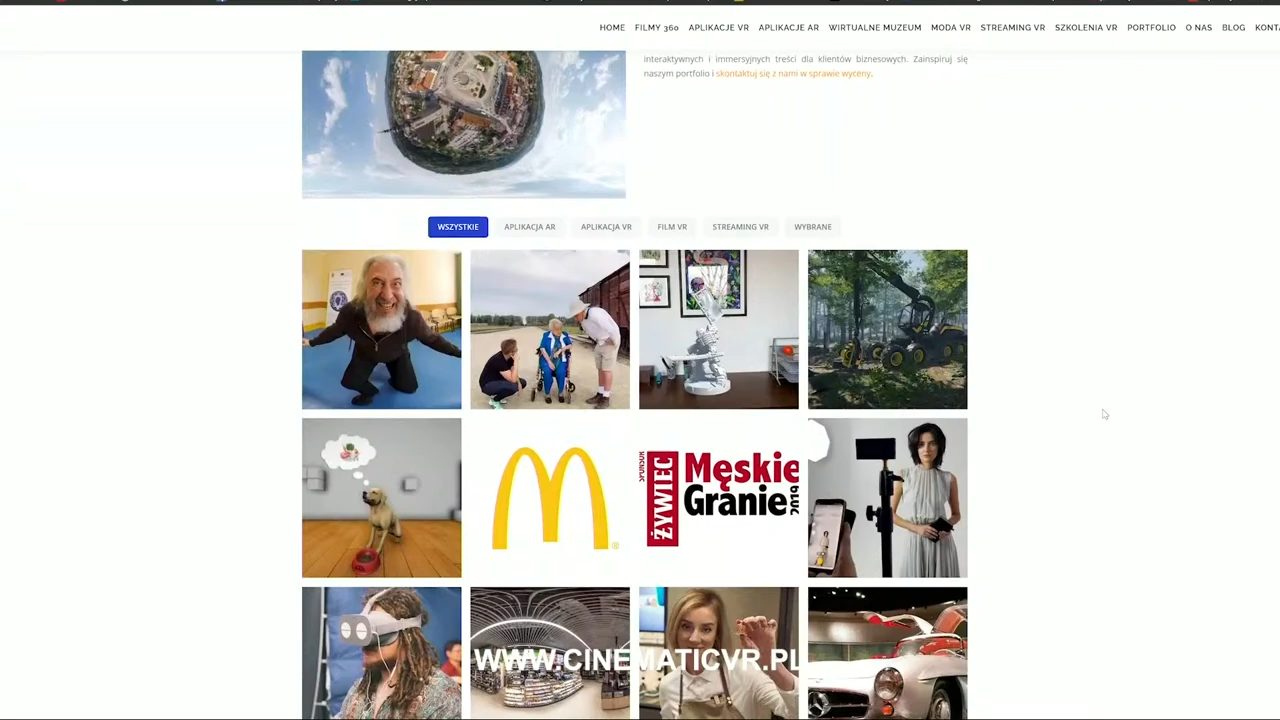 HOME FILMY 360 APLIKACJE VR APLIKACJE AR WIRTUALNE MUZEUM MODA VR STREAMING VR SZKOLENIA VR PORTFOLIO O NAS BLOG KONTA
interaktywnych i immersyjnych treści dla klientów biznesowych. Zainspiruj się
naszym portfolio i skontaktuj się z nami w sprawie wyceny.
WSZYSTKIE APLIKACJA AR APLIKACJA VR FILM VR STREAMING VR WYBRANE
SPONSOR
ŻYWIEC
Męskie
Granie
2019
WWW.CINEMATICVR.PL